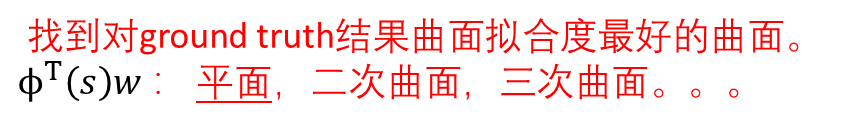 找到对ground truth结果曲面拟合度最好的曲面。
ϕᵀ(s)w： 平面，二次曲面，三次曲面。。。